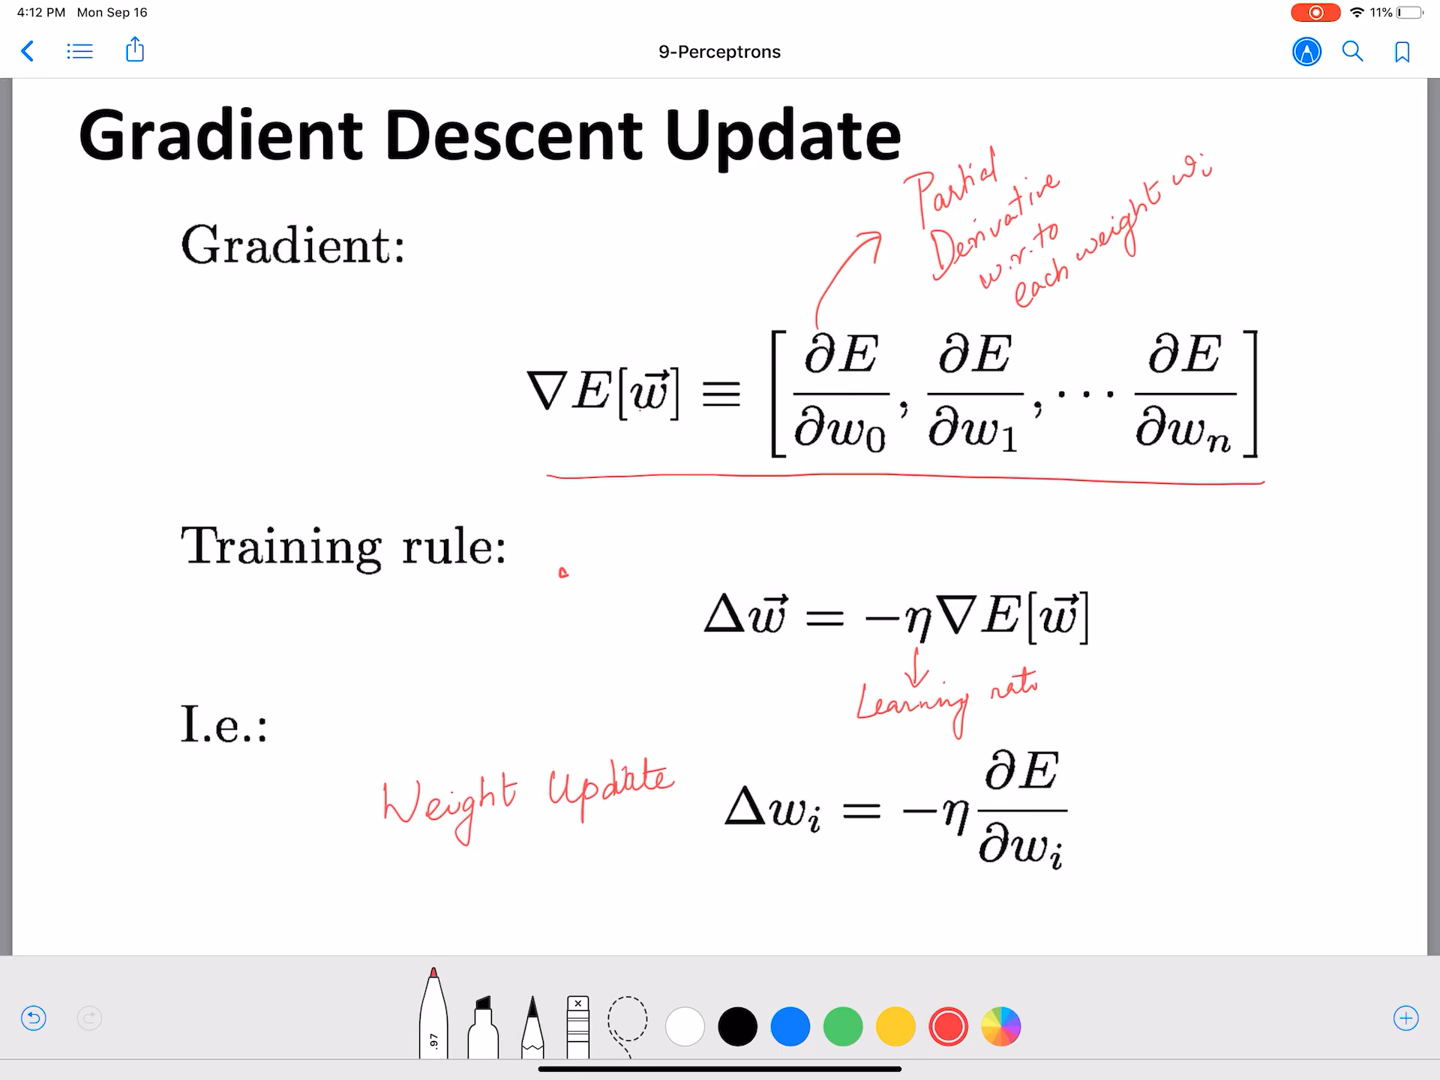 4:12 PM Mon Sep 16
11%
9-Perceptrons
Gradient Descent Update
Partial
Derivative
w.r.to
each weight wᵢ
Gradient:
∇E[w⃗] ≡ [∂E/∂w₀, ∂E/∂w₁, ··· ∂E/∂wₙ]
Training rule:
Δw⃗ = −η∇E[w⃗]
Learning rate
I.e.:
Weight Update
Δwᵢ = −η ∂E/∂wᵢ
.97